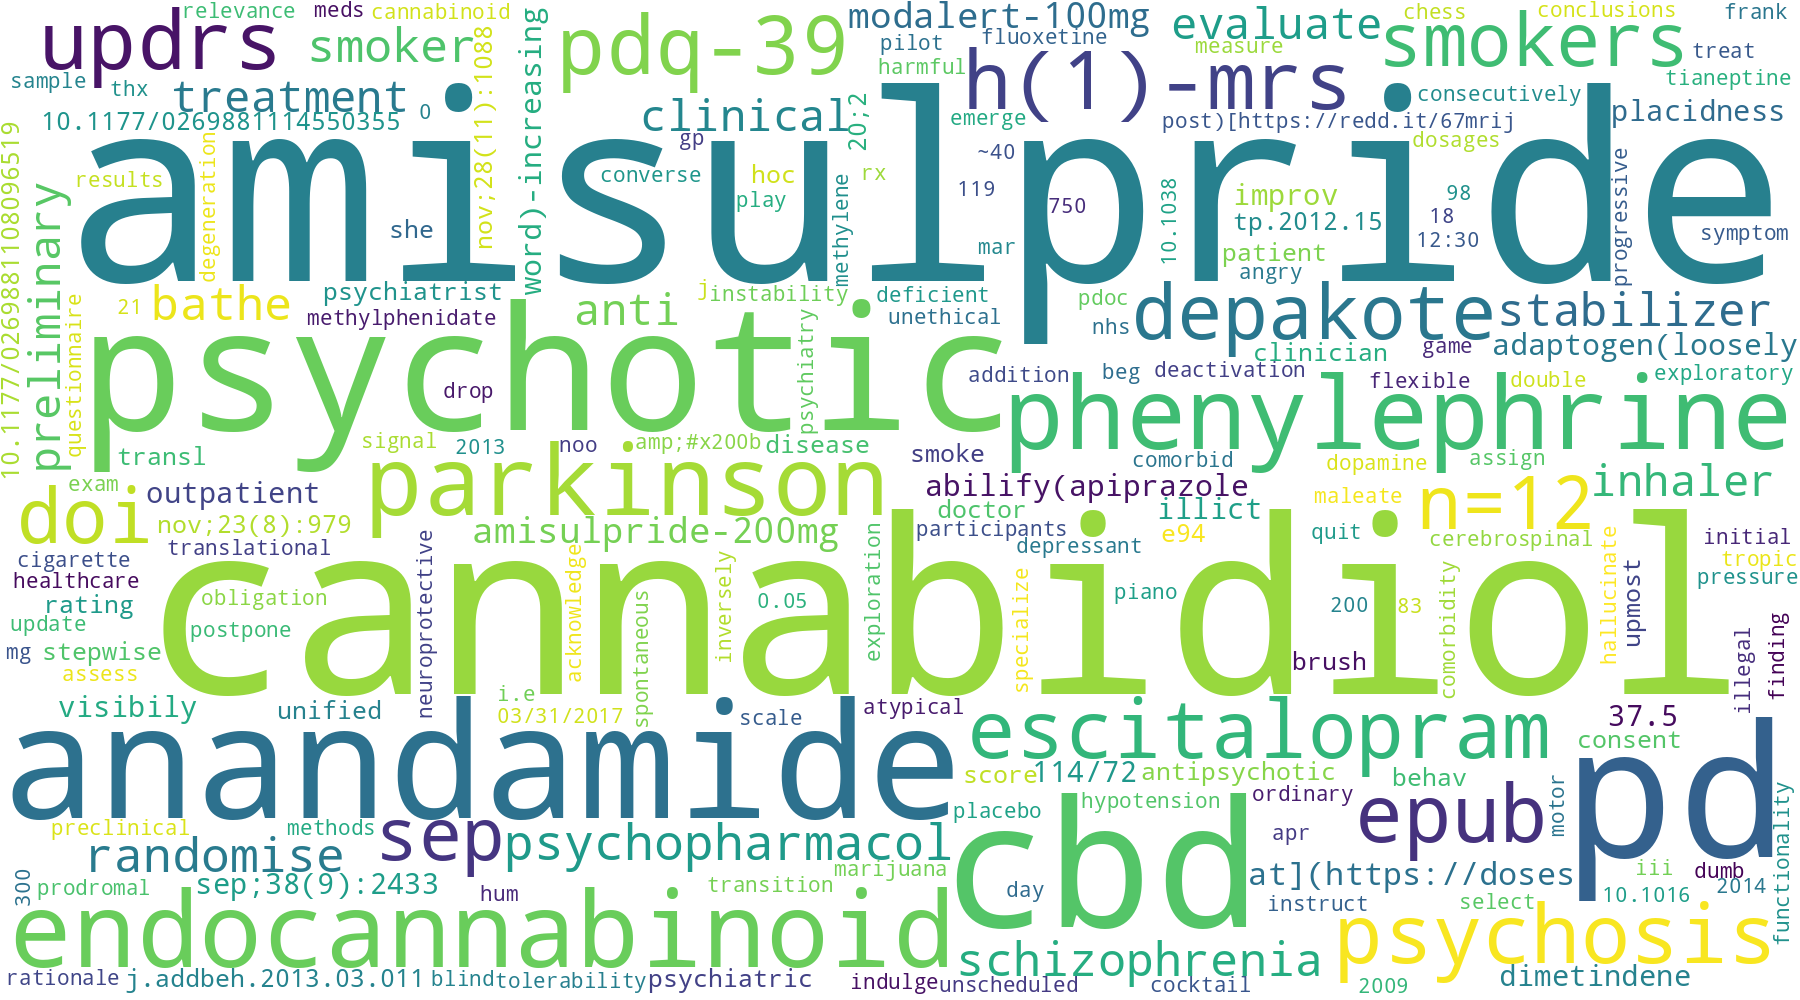 relevance
meds
cannabinoid
updrs
smoker
word)-increasing
pdq-39
modalert-100mg
evaluate
chess
conclusions
frank
pilot
fluoxetine
measure
smokers
treat
sample
thx
treatment
nov;28(11):1088
harmful
h(1)-mrs
tianeptine
10.1177/0269881114550355
0
clinical
gp
20;2
emerge
post)[https://redd.it/67mrij
consecutively
placidness
dosages
10.1177/0269881108096519
preliminary
results
degeneration
amisulpride
she
converse
hoc
rx
play
methylene
~40
119
750
mar
10.1038
improv
tp.2012.15
98
18
12:30
patient
angry
progressive
symptom
questionnaire
21
bathe
psychiatrist
methylphenidate
anti
j
instability
deficient
unethical
pdoc
nhs
depakote
stabilizer
clinician
game
adaptogen(loosely
psychotic
drop
psychiatry
addition
beg
deactivation
flexible
double
exploratory
phenylephrine
transl
signal
2013
noo
amp;#x200b
disease
smoke
comorbid
dopamine
assign
exam
doi
outpatient
parkinson
abilify(apiprazole
doctor
illict
maleate
n=12
inhaler
nov;23(8):979
translational
amisulpride-200mg
participants
depressant
e94
quit
cerebrospinal
initial
tropic
cigarette
healthcare
rating
pressure
obligation
update
postpone
neuroprotective
acknowledge
spontaneous
inversely
0.05
exploration
cannabidiol
specialize
piano
200
83
comorbidity
hallucinate
upmost
mg
stepwise
assess
brush
illegal
finding
visibily
unified
i.e
03/31/2017
scale
atypical
escitalopram
37.5
consent
anandamide
score
114/72
antipsychotic
behav
pd
placebo
hypotension
ordinary
motor
functionality
preclinical
methods
sep
psychopharmacol
cbd
apr
epub
randomise
300
prodromal
sep;38(9):2433
hum
transition
marijuana
day
at](https://doses
iii
dumb
10.1016
2014
instruct
select
endocannabinoid
schizophrenia
psychosis
rationale
j.addbeh.2013.03.011
blind
tolerability
psychiatric
indulge
unscheduled
cocktail
2009
dimetindene